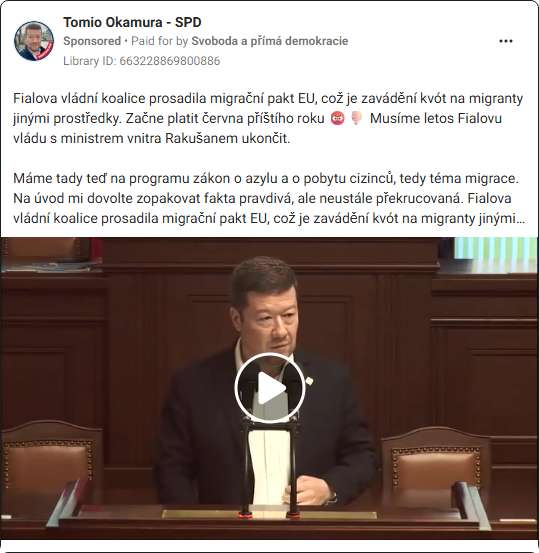 Tomio Okamura - SPD
Sponsored • Paid for by Svoboda a přímá demokracie
Library ID: 663228869800886
Fialova vládní koalice prosadila migrační pakt EU, což je zavádění kvót na migranty
jinými prostředky. Začne platit června příštího roku Musíme letos Fialovu
vládu s ministrem vnitra Rakušanem ukončit.
Máme tady teď na programu zákon o azylu a o pobytu cizinců, tedy téma migrace.
Na úvod mi dovolte zopakovat fakta pravdivá, ale neustále překrucovaná. Fialova
vládní koalice prosadila migrační pakt EU, což je zavádění kvót na migranty jinými…